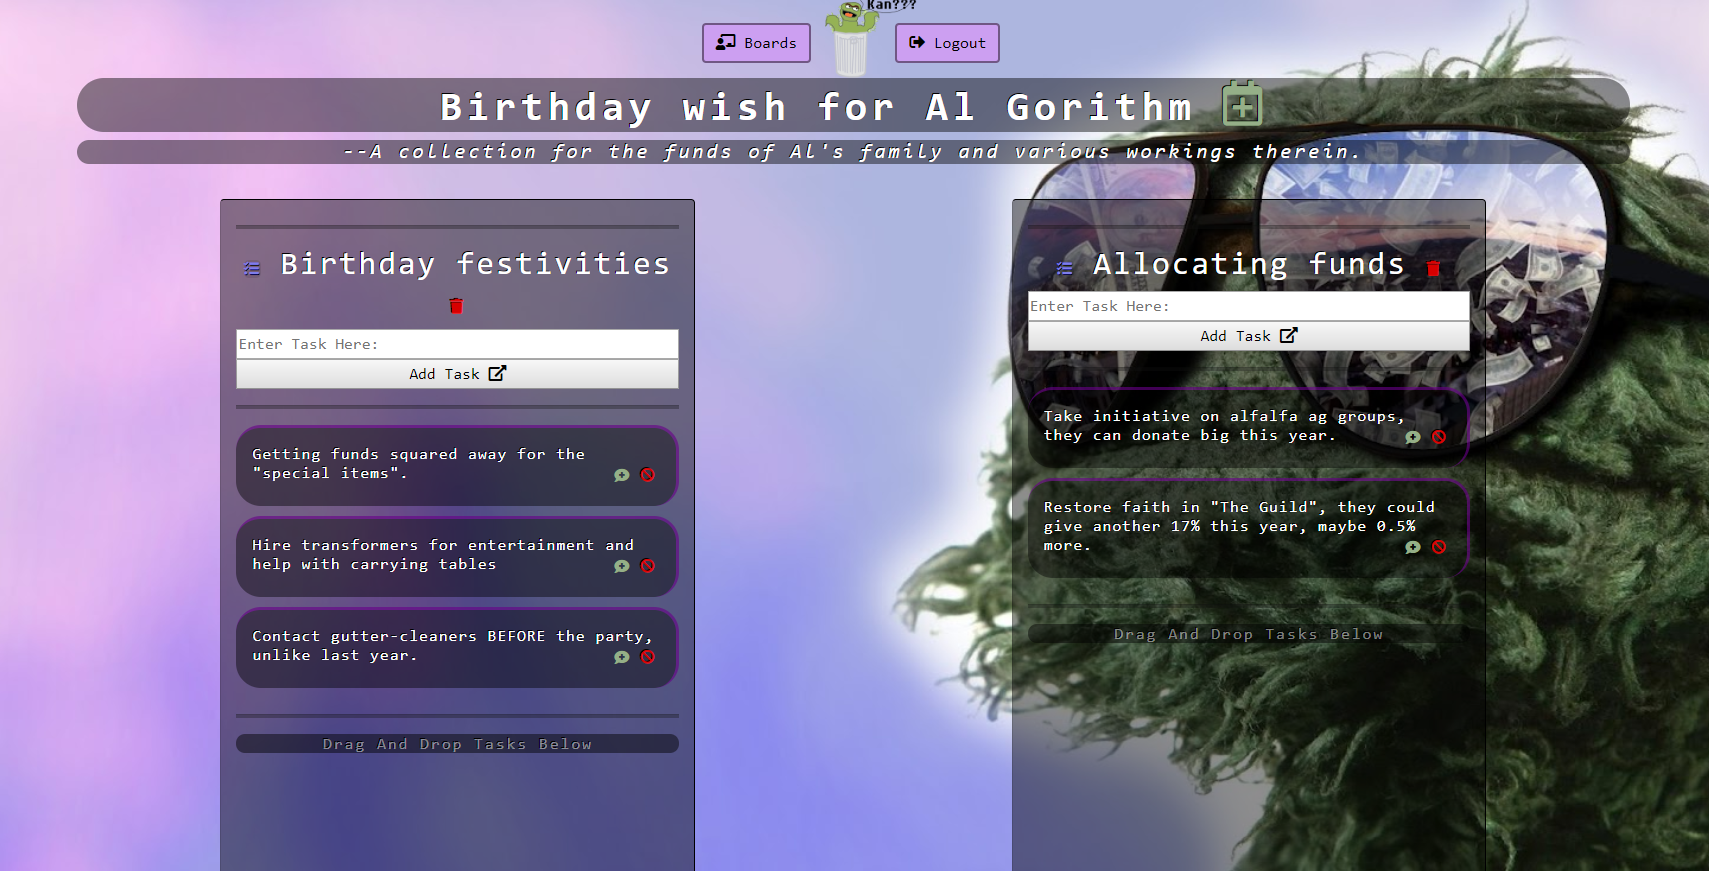 Kan???
Boards
Logout
Birthday wish for Al Gorithm
--A collection for the funds of Al's family and various workings therein.
Birthday festivities
Enter Task Here:
Add Task
Getting funds squared away for the
"special items".
Hire transformers for entertainment and
help with carrying tables
Contact gutter-cleaners BEFORE the party,
unlike last year.
Drag And Drop Tasks Below
Allocating funds
Enter Task Here:
Add Task
Take initiative on alfalfa ag groups,
they can donate big this year.
Restore faith in "The Guild", they could
give another 17% this year, maybe 0.5%
more.
Drag And Drop Tasks Below